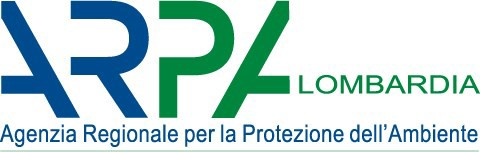 ARPA LOMBARDIA
Agenzia Regionale per la Protezione dell'Ambiente